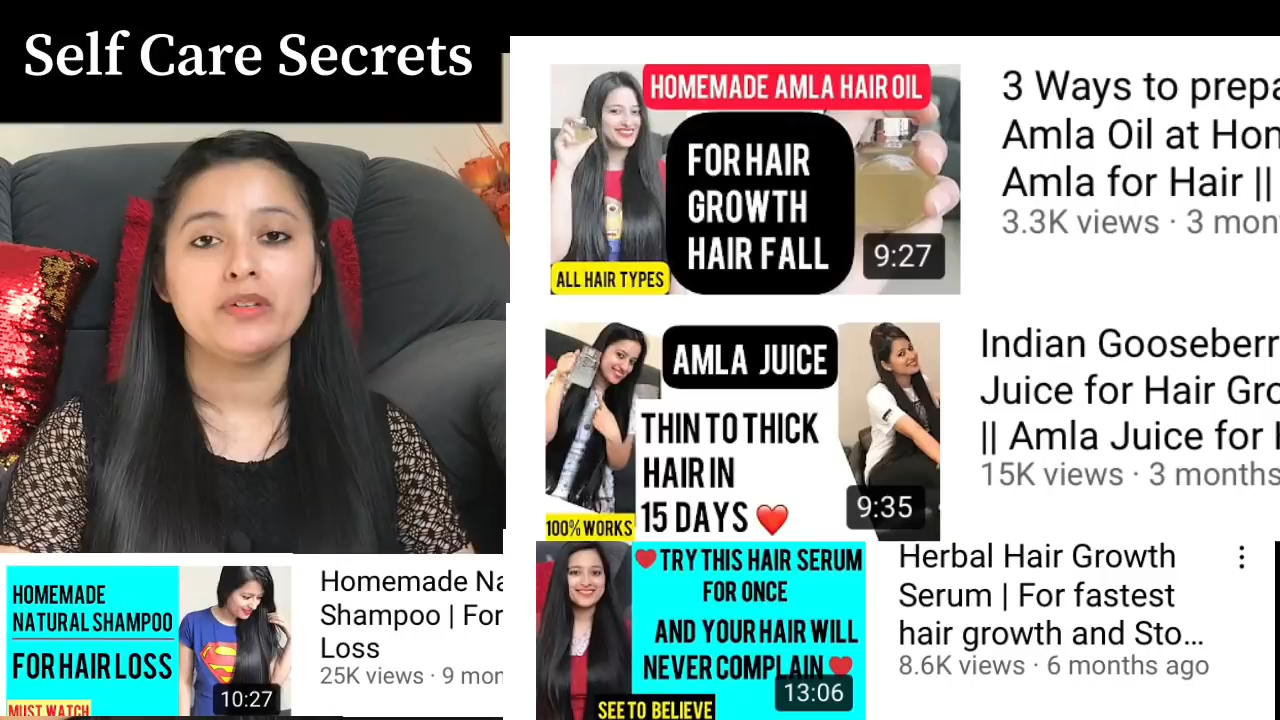 Self Care Secrets
HOMEMADE AMLA HAIR OIL
FOR HAIR
GROWTH
HAIR FALL
ALL HAIR TYPES
9:27
3 Ways to prepa
Amla Oil at Hom
Amla for Hair ||
3.3K views · 3 mon
AMLA JUICE
THIN TO THICK
HAIR IN
15 DAYS ❤️
100% WORKS
9:35
Indian Gooseberr
Juice for Hair Gro
|| Amla Juice for H
15K views · 3 months
HOMEMADE
NATURAL SHAMPOO
FOR HAIR LOSS
MUST WATCH
10:27
Homemade Na
Shampoo | For
Loss
25K views · 9 mon
❤️ TRY THIS HAIR SERUM
FOR ONCE
AND YOUR HAIR WILL
NEVER COMPLAIN ❤️
SEE TO BELIEVE
13:06
Herbal Hair Growth
Serum | For fastest
hair growth and Sto...
8.6K views · 6 months ago